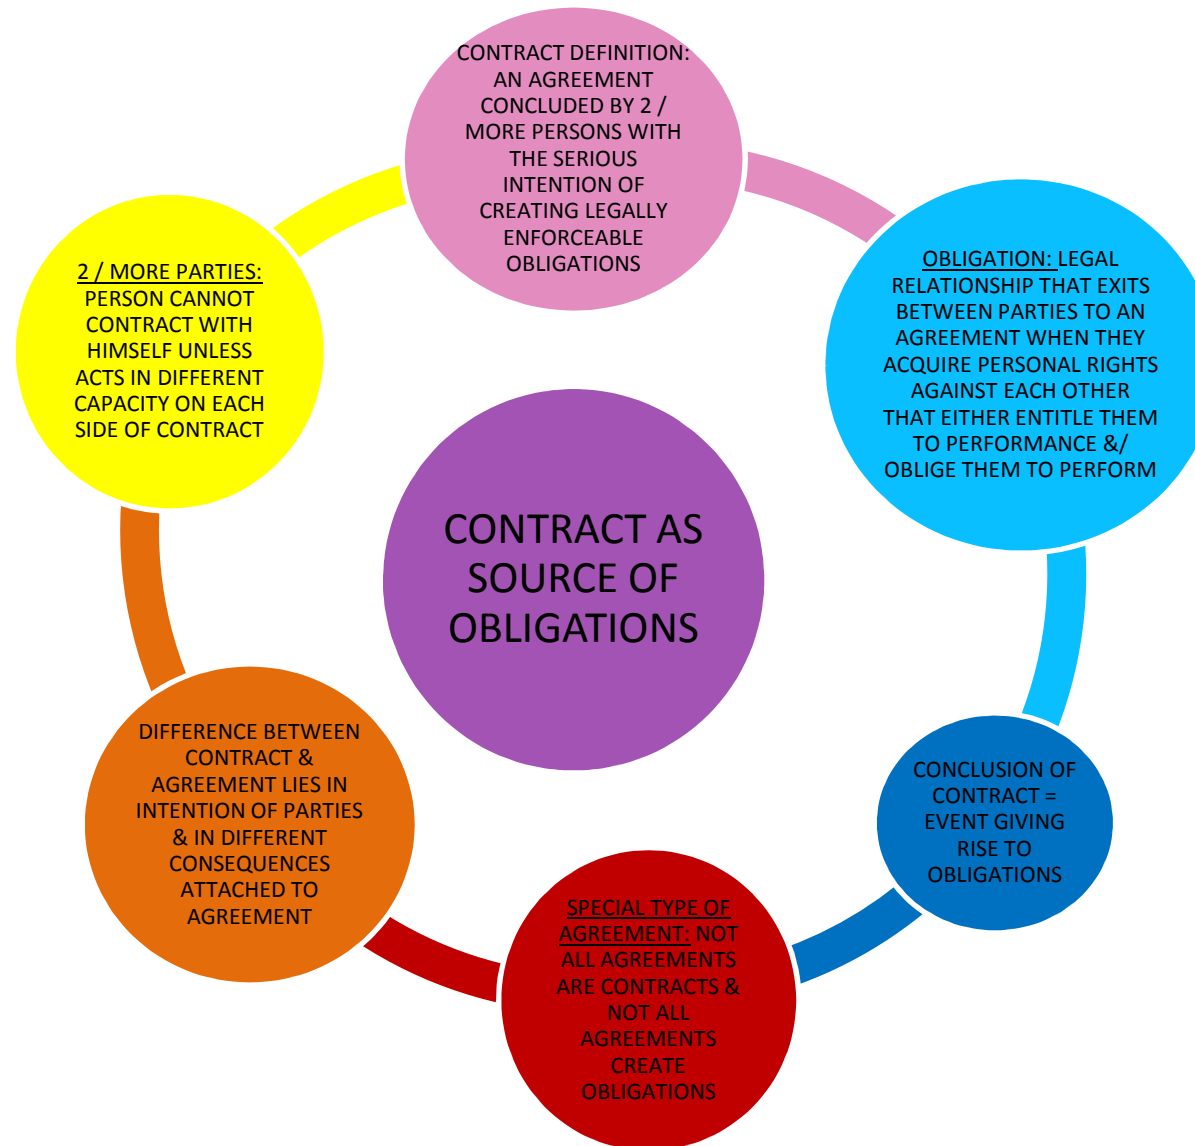 CONTRACT DEFINITION:
AN AGREEMENT
CONCLUDED BY 2 /
MORE PERSONS WITH
THE SERIOUS
INTENTION OF
CREATING LEGALLY
ENFORCEABLE
OBLIGATIONS
OBLIGATION: LEGAL
RELATIONSHIP THAT EXITS
BETWEEN PARTIES TO AN
AGREEMENT WHEN THEY
ACQUIRE PERSONAL RIGHTS
AGAINST EACH OTHER
THAT EITHER ENTITLE THEM
TO PERFORMANCE &/
OBLIGE THEM TO PERFORM
CONCLUSION OF
CONTRACT =
EVENT GIVING
RISE TO
OBLIGATIONS
SPECIAL TYPE OF
AGREEMENT: NOT
ALL AGREEMENTS
ARE CONTRACTS &
NOT ALL
AGREEMENTS
CREATE
OBLIGATIONS
DIFFERENCE BETWEEN
CONTRACT &
AGREEMENT LIES IN
INTENTION OF PARTIES
& IN DIFFERENT
CONSEQUENCES
ATTACHED TO
AGREEMENT
2 / MORE PARTIES:
PERSON CANNOT
CONTRACT WITH
HIMSELF UNLESS
ACTS IN DIFFERENT
CAPACITY ON EACH
SIDE OF CONTRACT
CONTRACT AS
SOURCE OF
OBLIGATIONS